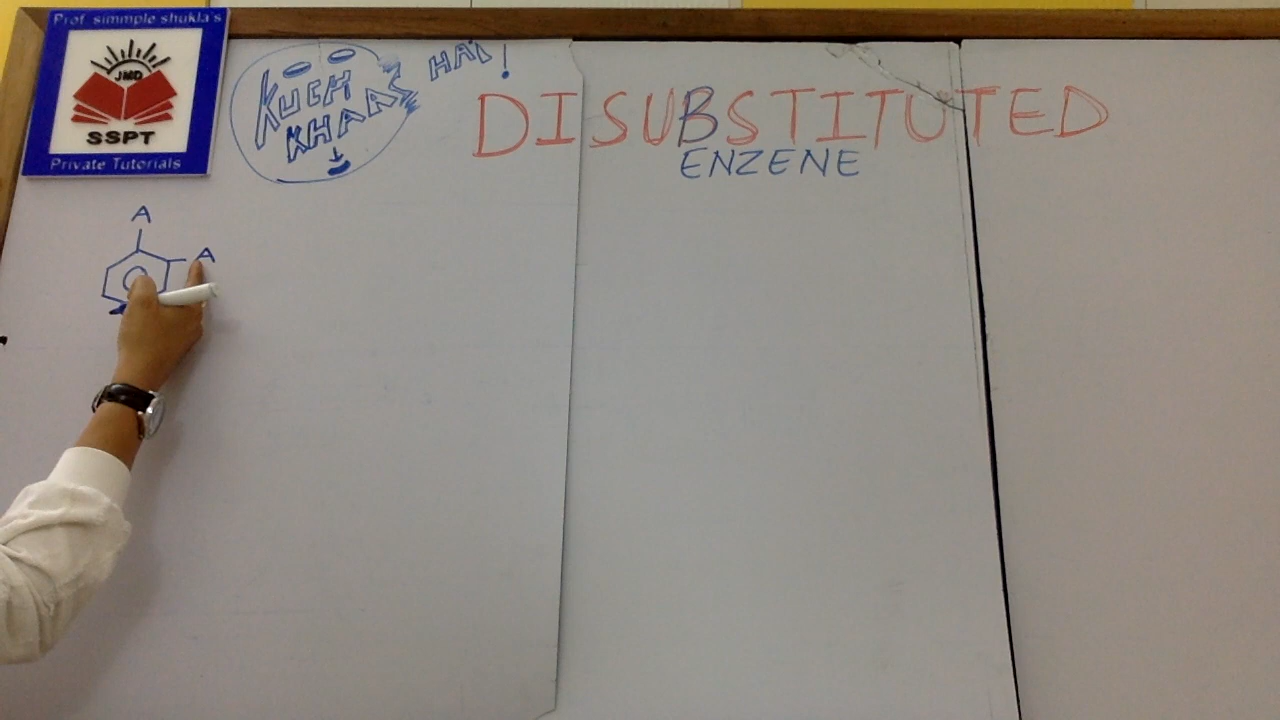 Prof. simmple shukla's
JMD
SSPT
Private Tutorials
KUCH
KHAAS HAI!
DISUBSTITUTED
ENZENE
A
A